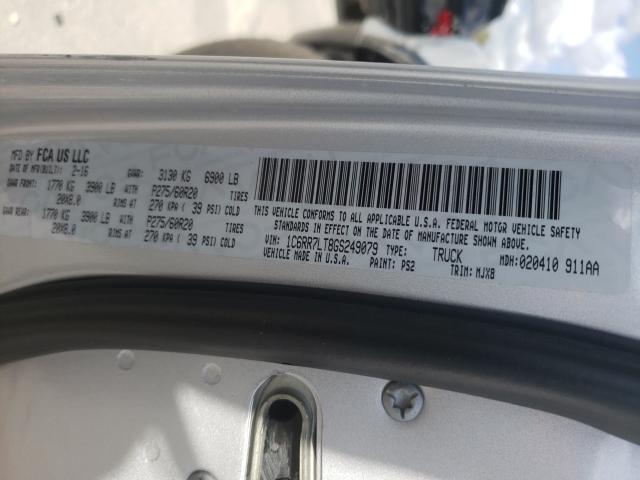 MFD BY FCA US LLC
DATE OF MFG(BUILT): 2-16 GVWR: 3130 KG 6900 LB
GAWR FRONT: 1770 KG 3900 LB WITH P275/60R20 TIRES
20X8.0 RIMS AT 270 KPA ( 39 PSI) COLD
GAWR REAR: 1770 KG 3900 LB WITH P275/60R20 TIRES
20X8.0 RIMS AT 270 KPA ( 39 PSI) COLD
THIS VEHICLE CONFORMS TO ALL APPLICABLE U.S.A. FEDERAL MOTOR VEHICLE SAFETY
STANDARDS IN EFFECT ON THE DATE OF MANUFACTURE SHOWN ABOVE.
VIN: 1C6RR7LT8GS249079 TYPE: TRUCK MDH:020410 911AA
VEHICLE MADE IN U.S.A. PAINT: PS2 TRIM: MJX8